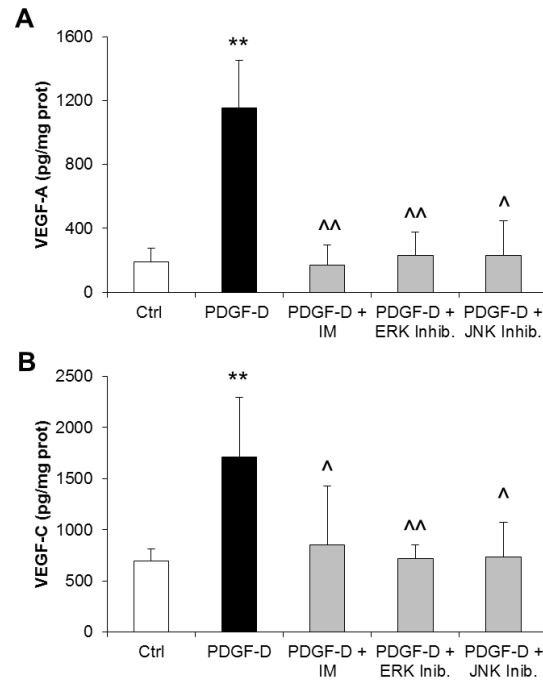 A
1600
1200
800
400
0
VEGF-A (pg/mg prot)
**
^^
^^
^
Ctrl PDGF-D PDGF-D + PDGF-D + PDGF-D +
IM ERK Inhib. JNK Inhib.
B
2500
2000
1500
1000
500
0
VEGF-C (pg/mg prot)
**
^
^^
^
Ctrl PDGF-D PDGF-D + PDGF-D + PDGF-D +
IM ERK Inib. JNK Inib.